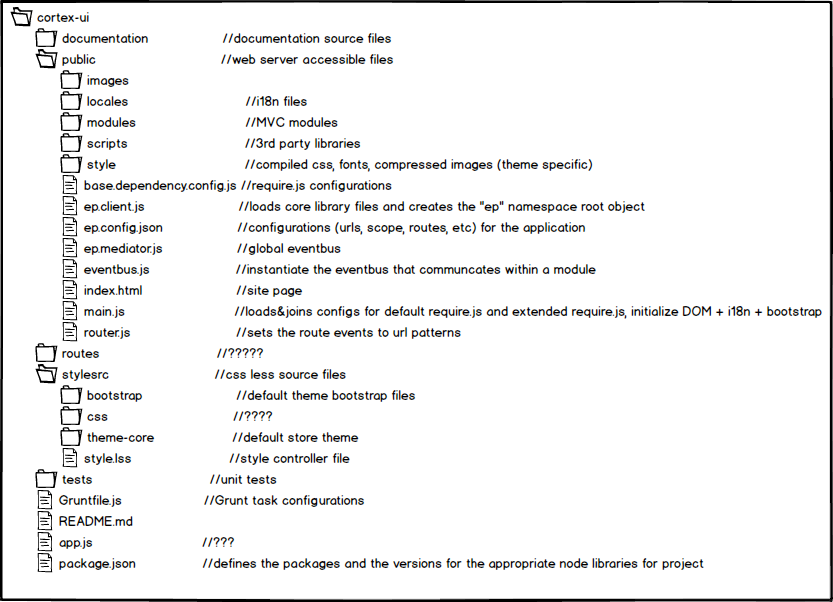 cortex-ui
documentation //documentation source files
public //web server accessible files
images
locales //i18n files
modules //MVC modules
scripts //3rd party libraries
style //compiled css, fonts, compressed images (theme specific)
base.dependency.config.js //require.js configurations
ep.client.js //loads core library files and creates the "ep" namespace root object
ep.config.json //configurations (urls, scope, routes, etc) for the application
ep.mediator.js //global eventbus
eventbus.js //instantiate the eventbus that communcates within a module
index.html //site page
main.js //loads&joins configs for default require.js and extended require.js, initialize DOM + i18n + bootstrap
router.js //sets the route events to url patterns
routes //?????
stylesrc //css less source files
bootstrap //default theme bootstrap files
css //????
theme-core //default store theme
style.lss //style controller file
tests //unit tests
Gruntfile.js //Grunt task configurations
README.md
app.js //???
package.json //defines the packages and the versions for the appropriate node libraries for project